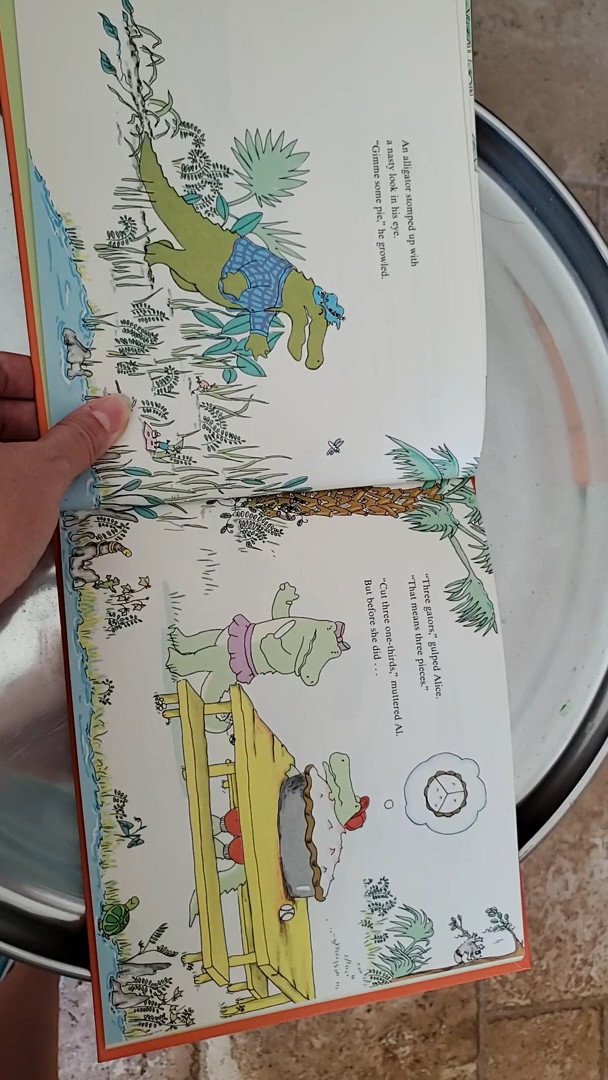 An alligator stomped up with
a nasty look in his eye.
"Gimme some pie," he growled.
"Three gators," gulped Alice.
"That means three pieces."
"Cut three one-thirds," muttered Al.
But before she did . . .